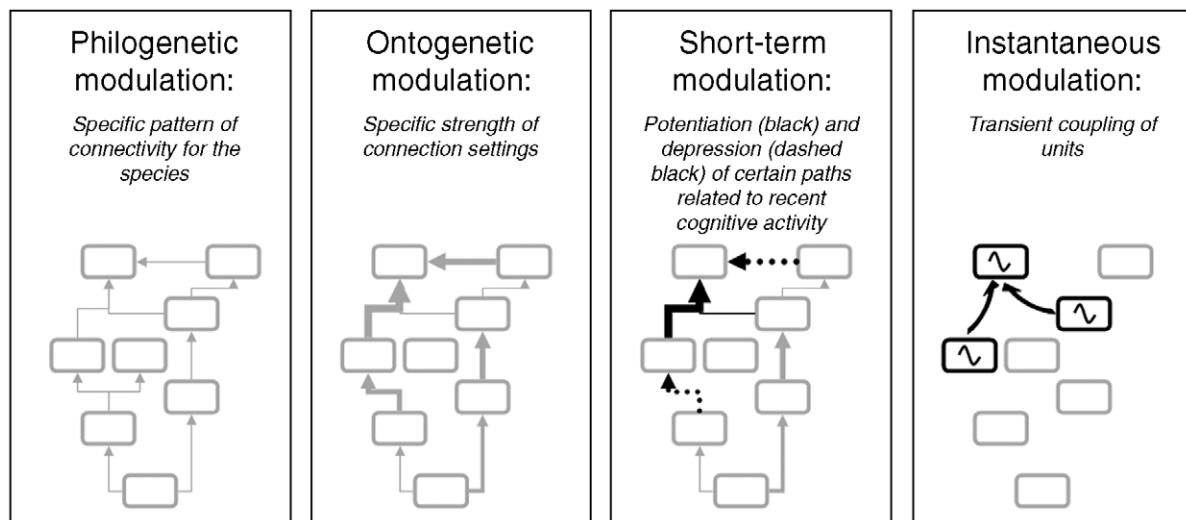 Philogenetic
modulation:
Specific pattern of
connectivity for the
species
Ontogenetic
modulation:
Specific strength of
connection settings
Short-term
modulation:
Potentiation (black) and
depression (dashed
black) of certain paths
related to recent
cognitive activity
Instantaneous
modulation:
Transient coupling of
units